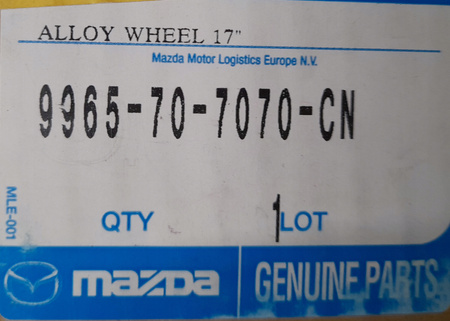 ALLOY WHEEL 17"
Mazda Motor Logistics Europe N.V.
9965-70-7070-CN
MLE-001
QTY 1 LOT
mazda GENUINE PARTS